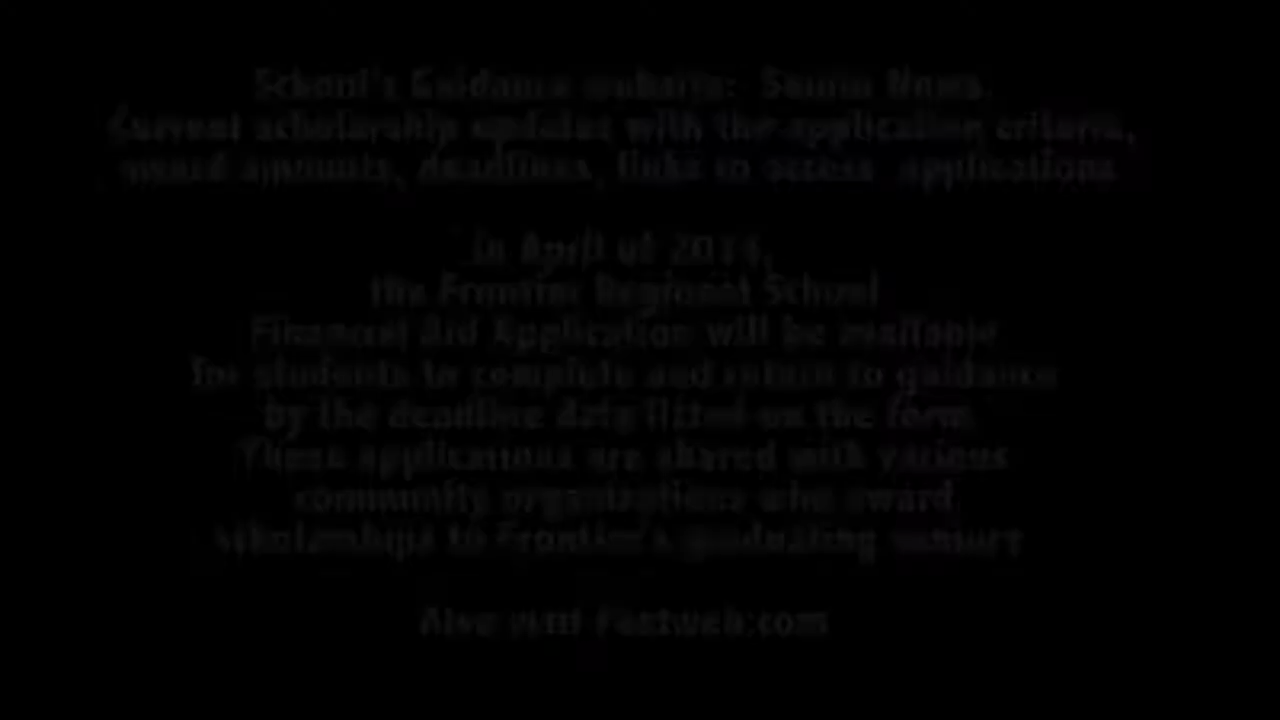 School's Guidance website: Senior News
Current scholarship updates with the application criteria,
award amounts, deadlines, links to access applications
In April of
the Frontier Regional School
Financial Aid Application will be available
for students to complete and return to guidance
by the deadline date listed on the form
These applications are shared with various
community organizations who award
scholarships to Frontier's graduating seniors
Also visit Fastweb.com